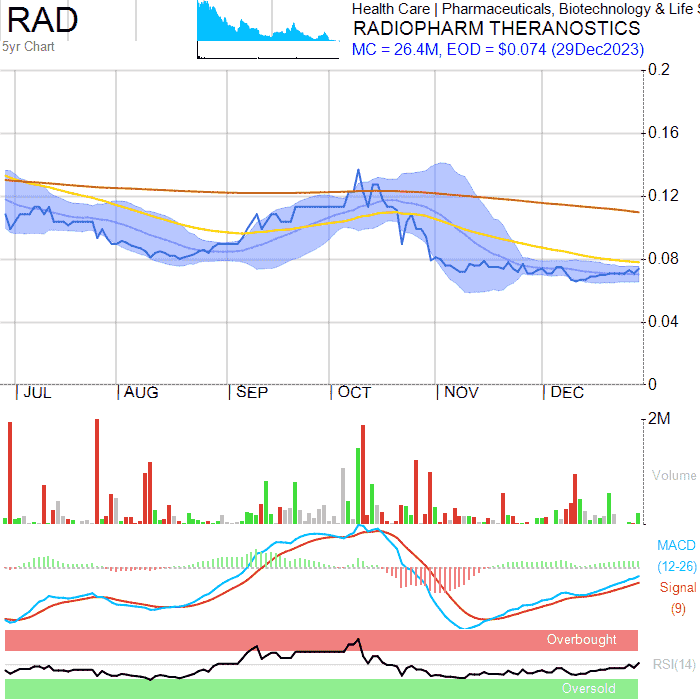 RAD
5yr Chart
Health Care | Pharmaceuticals, Biotechnology & Life S
RADIOPHARM THERANOSTICS
MC = 26.4M, EOD = $0.074 (29Dec2023)
0.2
0.16
0.12
0.08
0.04
0
| JUL | AUG | SEP | OCT | NOV | DEC
2M
Volume
MACD
(12-26)
Signal
(9)
Overbought
RSI(14)
Oversold